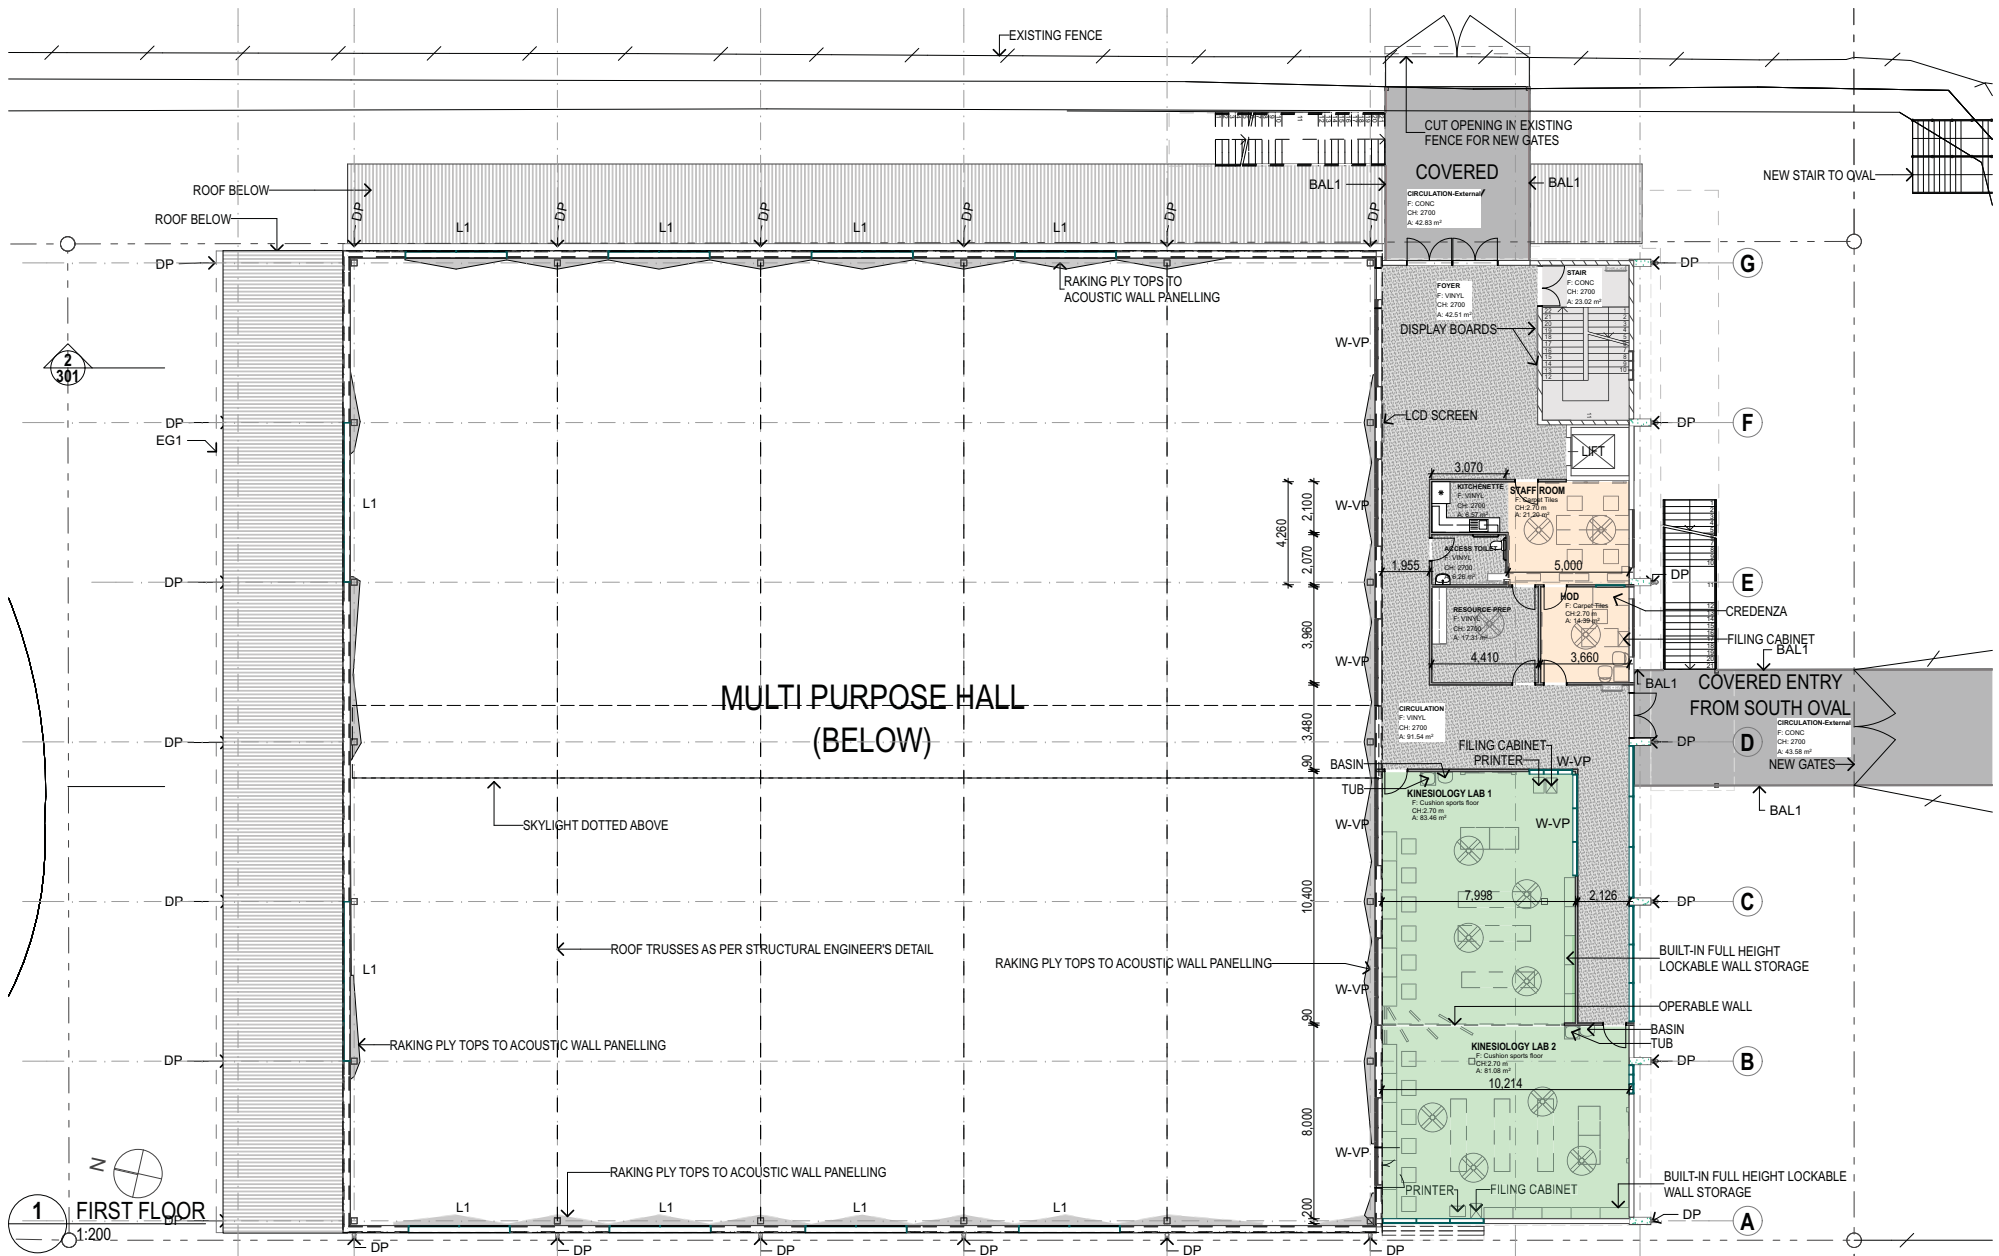 EXISTING FENCE
CUT OPENING IN EXISTING
FENCE FOR NEW GATES
COVERED
BAL1
BAL1
CIRCULATION-External
F: CONC
CH: 2700
A: 42.83 m²
NEW STAIR TO OVAL
ROOF BELOW
ROOF BELOW
DP
DP
DP
DP
DP
DP
L1
L1
L1
L1
DP
DP
G
RAKING PLY TOPS TO
ACOUSTIC WALL PANELLING
FOYER
F: VINYL
CH: 2700
A: 42.51 m²
STAIR
F: CONC
CH: 2700
A: 23.02 m²
DISPLAY BOARDS
W-VP
2
301
LCD SCREEN
DP
EG1
DP
F
LIFT
L1
3,070
KITCHENETTE
F: VINYL
CH: 2700
A: 6.57 m²
STAFF ROOM
F: Carpet Tiles
CH:2.70 m
A: 21.20 m²
W-VP
2,100
4,260
2,070
ACCESS TOILET
F: VINYL
CH: 2700
1,955
5,000
DP
DP
E
HOD
F: Carpet Tiles
CH:2.70 m
A: 14.39 m²
CREDENZA
RESOURCE PREP
F: VINYL
CH: 2700
A: 17.31 m²
FILING CABINET
BAL1
3,960
W-VP
4,410
3,660
BAL1
COVERED ENTRY
FROM SOUTH OVAL
CIRCULATION-External
F: CONC
CH: 2700
A: 43.58 m²
NEW GATES
BAL1
MULTI PURPOSE HALL
(BELOW)
CIRCULATION
F: VINYL
CH: 2700
A: 91.54 m²
3,480
90
DP
DP
D
FILING CABINET
PRINTER
W-VP
BASIN
TUB
KINESIOLOGY LAB 1
F: Cushion sports floor
CH:2.70 m
A: 83.46 m²
W-VP
W-VP
SKYLIGHT DOTTED ABOVE
DP
7,998
2,126
10,400
DP
C
ROOF TRUSSES AS PER STRUCTURAL ENGINEER'S DETAIL
RAKING PLY TOPS TO ACOUSTIC WALL PANELLING
BUILT-IN FULL HEIGHT
LOCKABLE WALL STORAGE
L1
W-VP
90
OPERABLE WALL
BASIN
TUB
RAKING PLY TOPS TO ACOUSTIC WALL PANELLING
KINESIOLOGY LAB 2
F: Cushion sports floor
CH:2.70 m
A: 81.08 m²
DP
DP
B
10,214
8,000
W-VP
RAKING PLY TOPS TO ACOUSTIC WALL PANELLING
BUILT-IN FULL HEIGHT LOCKABLE
WALL STORAGE
PRINTER
FILING CABINET
N
L1
L1
L1
L1
200
DP
A
1
FIRST FLOOR
DP
1:200
DP
DP
DP
DP
DP
DP